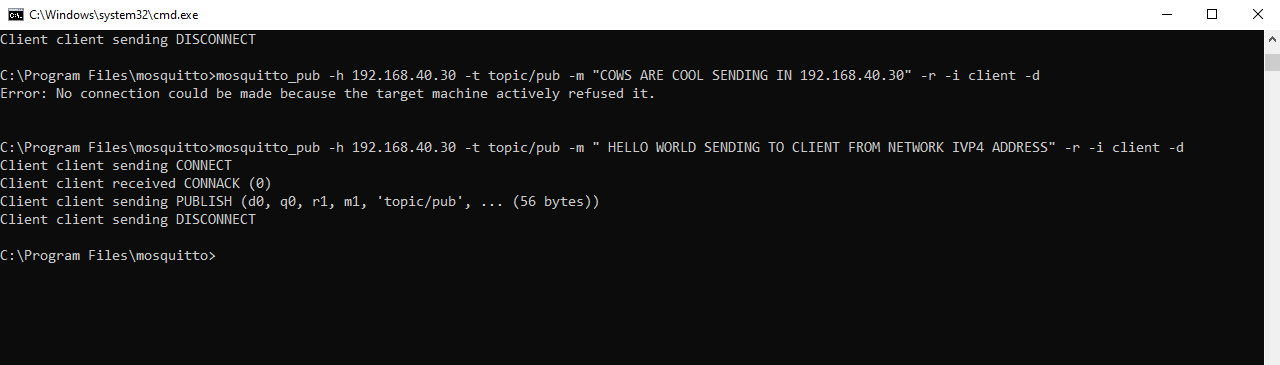 C:\Windows\system32\cmd.exe
Client client sending DISCONNECT
C:\Program Files\mosquitto>mosquitto_pub -h 192.168.40.30 -t topic/pub -m "COWS ARE COOL SENDING IN 192.168.40.30" -r -i client -d
Error: No connection could be made because the target machine actively refused it.
C:\Program Files\mosquitto>mosquitto_pub -h 192.168.40.30 -t topic/pub -m " HELLO WORLD SENDING TO CLIENT FROM NETWORK IVP4 ADDRESS" -r -i client -d
Client client sending CONNECT
Client client received CONNACK (0)
Client client sending PUBLISH (d0, q0, r1, m1, 'topic/pub', ... (56 bytes))
Client client sending DISCONNECT
C:\Program Files\mosquitto>